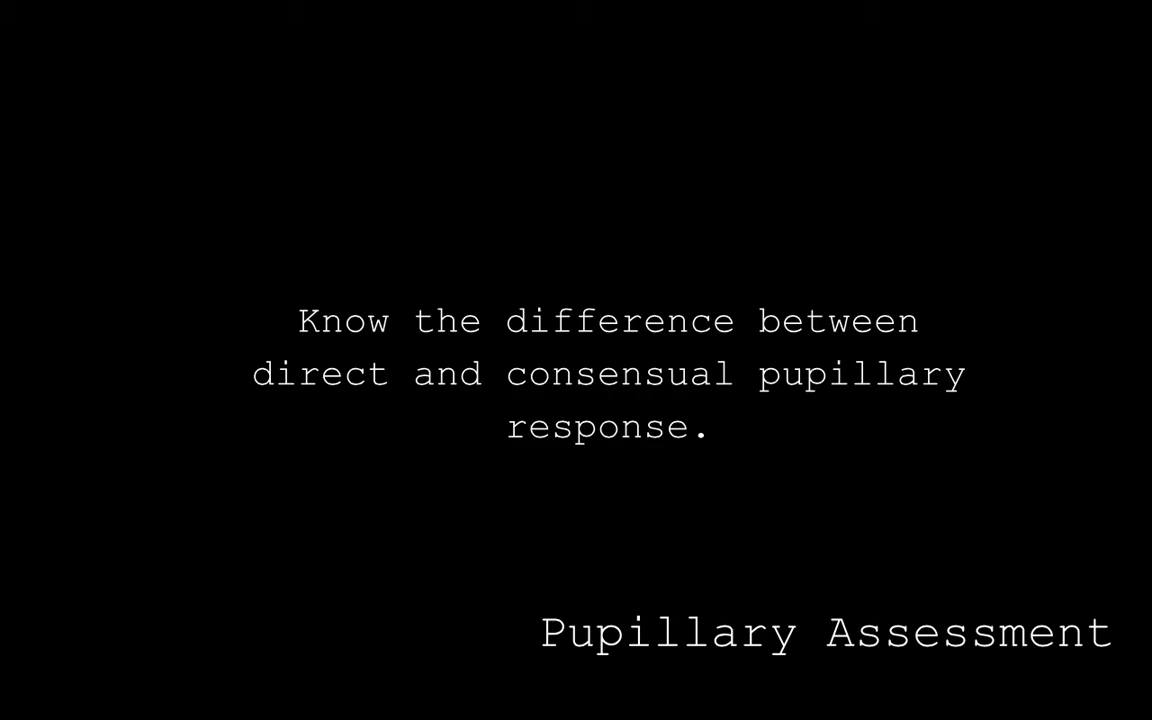 Know the difference between
direct and consensual pupillary
response.
Pupillary Assessment